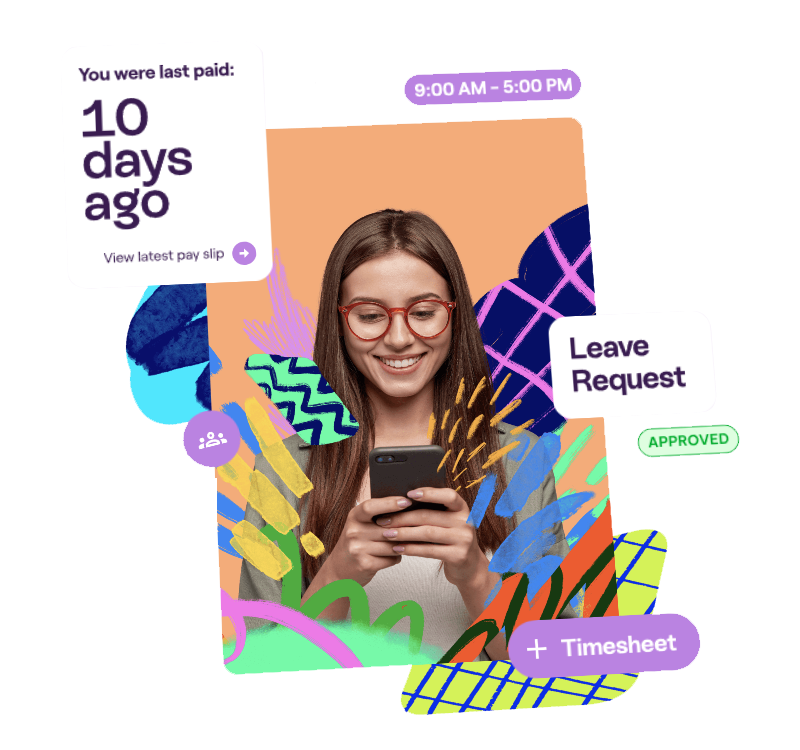 You were last paid:
10
days
ago
View latest pay slip
9:00 AM - 5:00 PM
Leave
Request
APPROVED
+ Timesheet